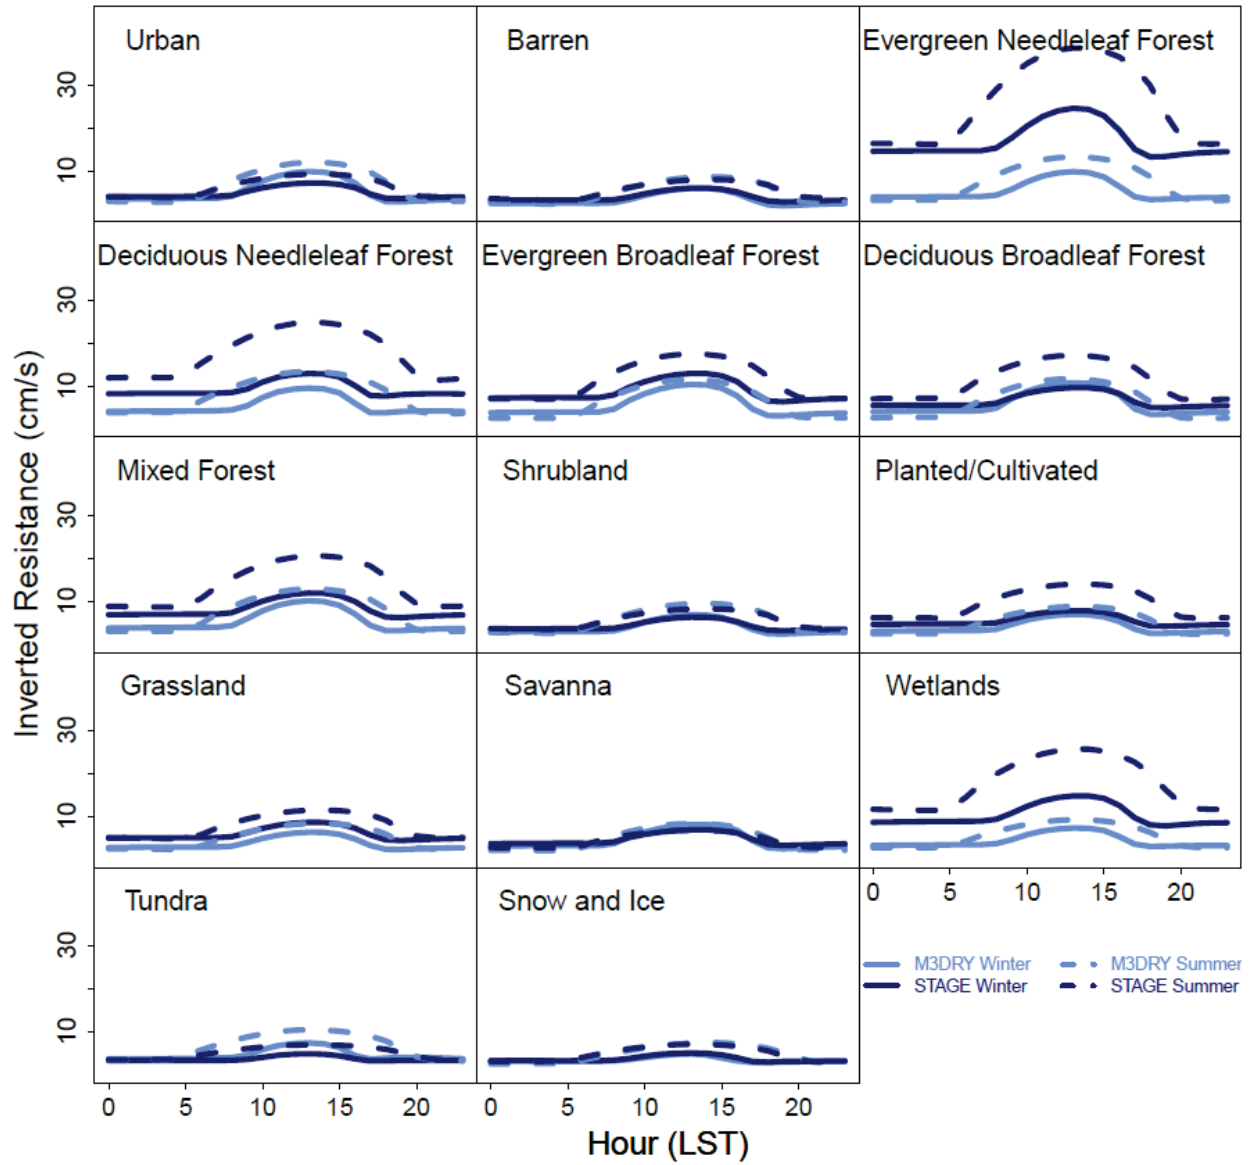 Urban
Barren
Evergreen Needleleaf Forest
30
10
Deciduous Needleleaf Forest
Evergreen Broadleaf Forest
Deciduous Broadleaf Forest
30
10
Inverted Resistance (cm/s)
Mixed Forest
Shrubland
Planted/Cultivated
30
10
Grassland
Savanna
Wetlands
30
10
0 5 10 15 20
Tundra
Snow and Ice
30
10
M3DRY Winter M3DRY Summer
STAGE Winter STAGE Summer
0 5 10 15 20
0 5 10 15 20
Hour (LST)